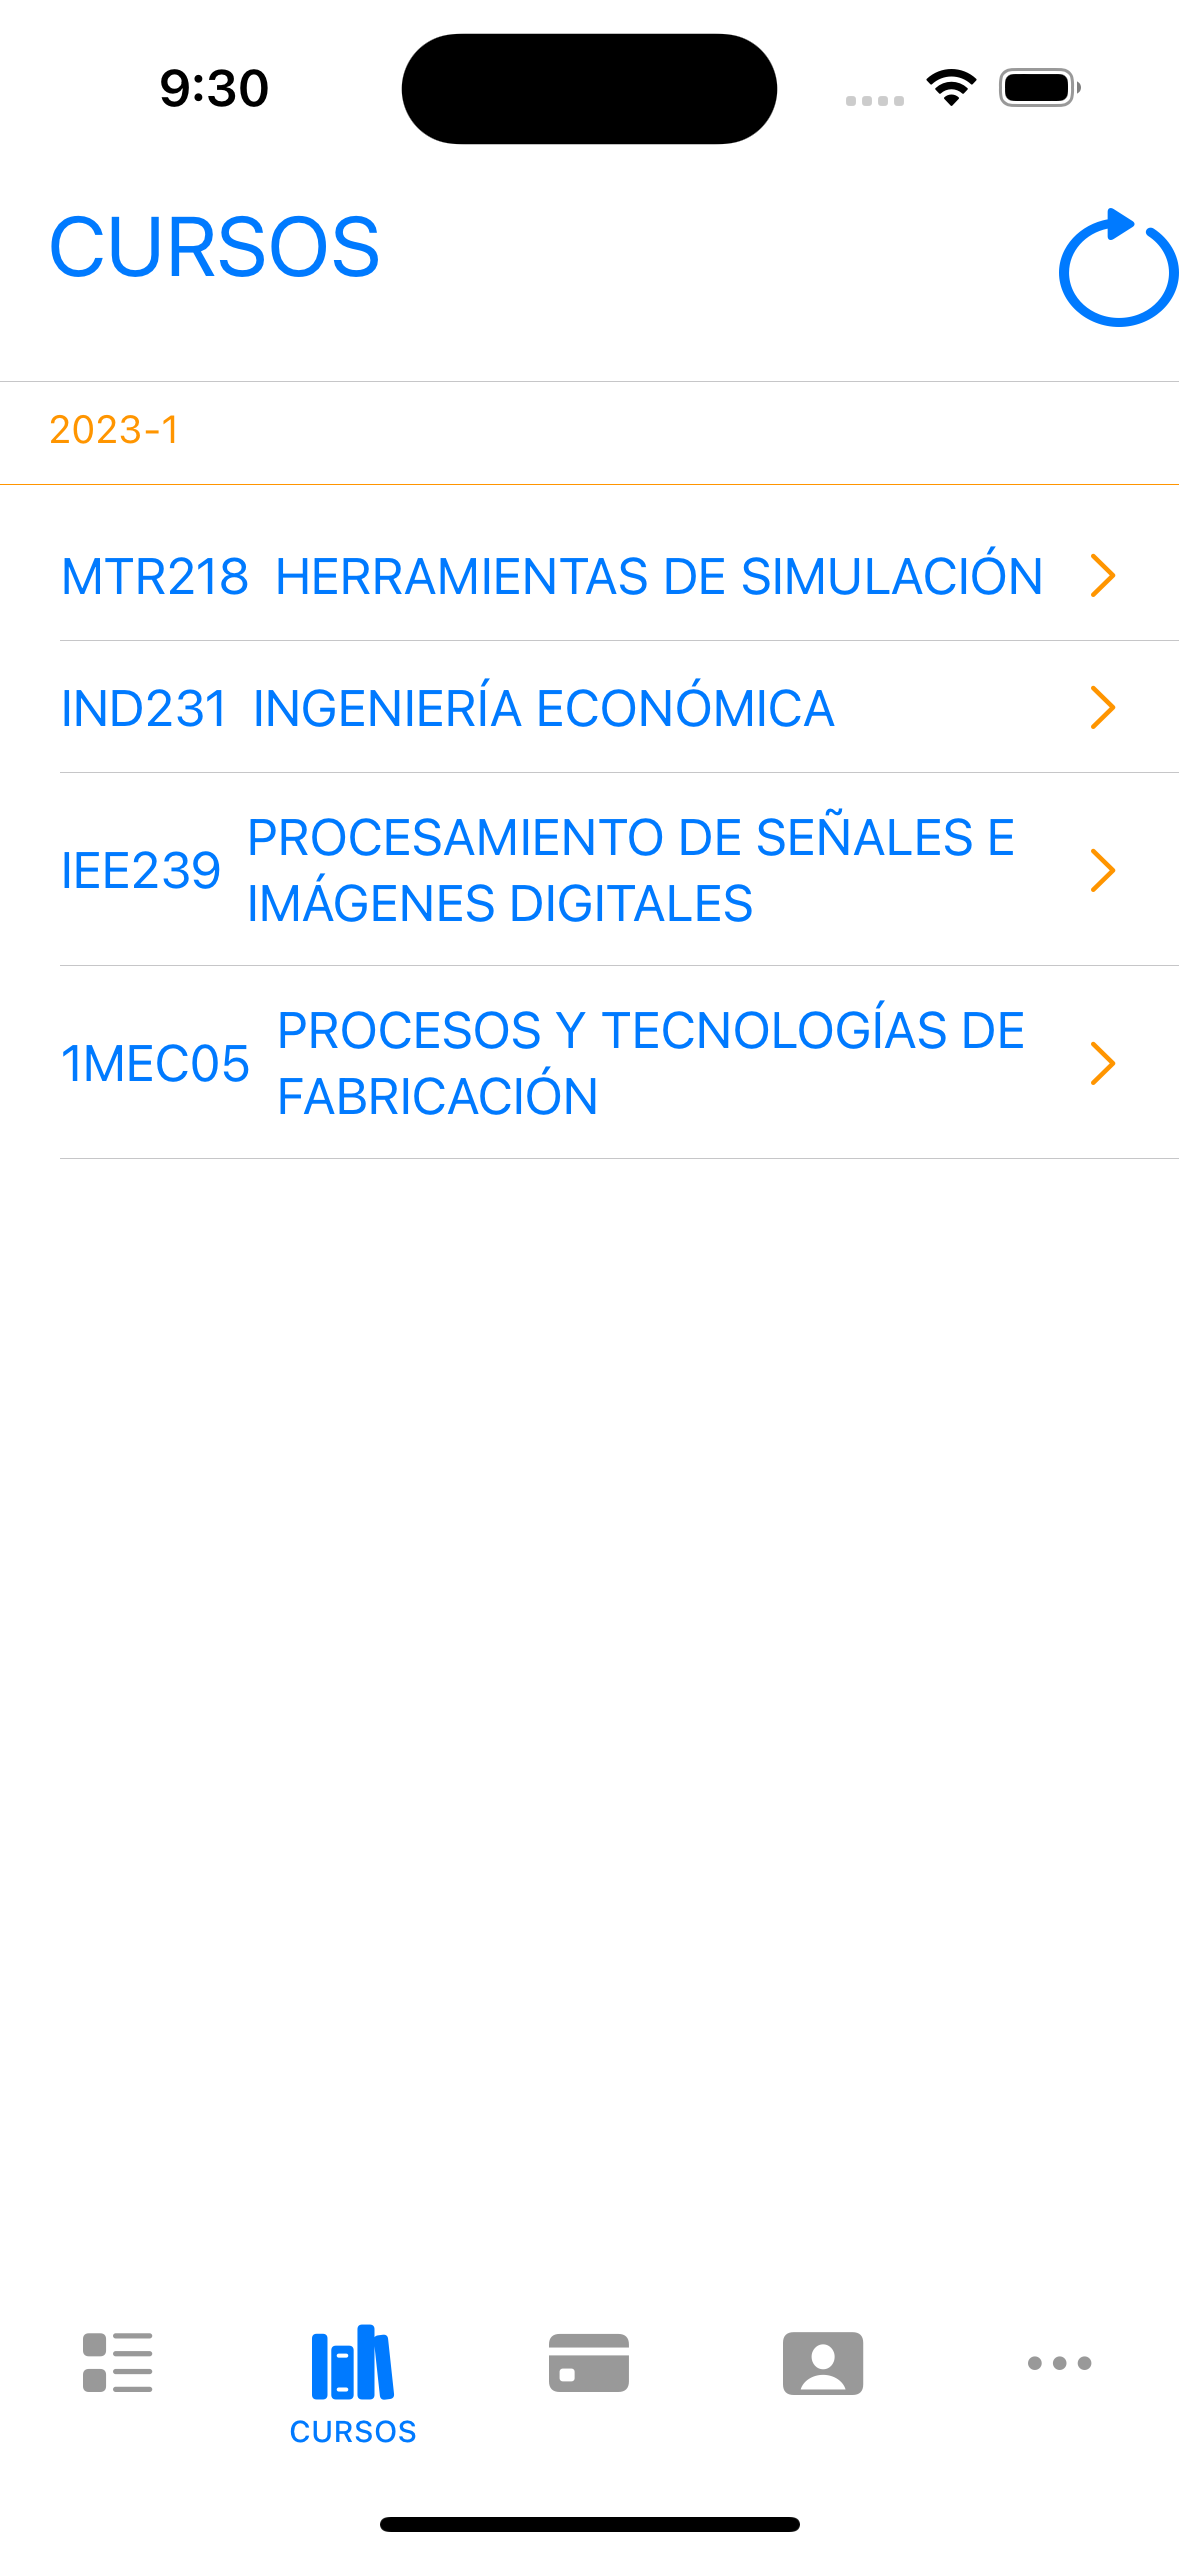 9:30
CURSOS
2023-1
MTR218 HERRAMIENTAS DE SIMULACIÓN
IND231 INGENIERÍA ECONÓMICA
IEE239 PROCESAMIENTO DE SEÑALES E
IMÁGENES DIGITALES
1MEC05 PROCESOS Y TECNOLOGÍAS DE
FABRICACIÓN
CURSOS